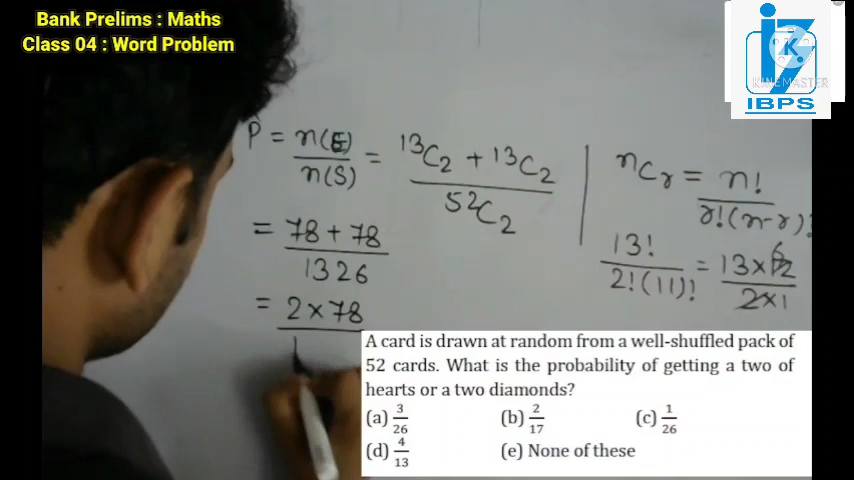 Bank Prelims : Maths
Class 04 : Word Problem
KINEMASTER
IBPS
P = n(E)/n(S) = ¹³C₂ + ¹³C₂ / ⁵²C₂
= 78 + 78 / 1326
= 2 × 78
nCr = n! / r!(n-r)!
13! / 2!(11)! = 13×12 / 2×1
6
A card is drawn at random from a well-shuffled pack of
52 cards. What is the probability of getting a two of
hearts or a two diamonds?
(a) 3/26 (b) 2/17 (c) 1/26
(d) 4/13 (e) None of these